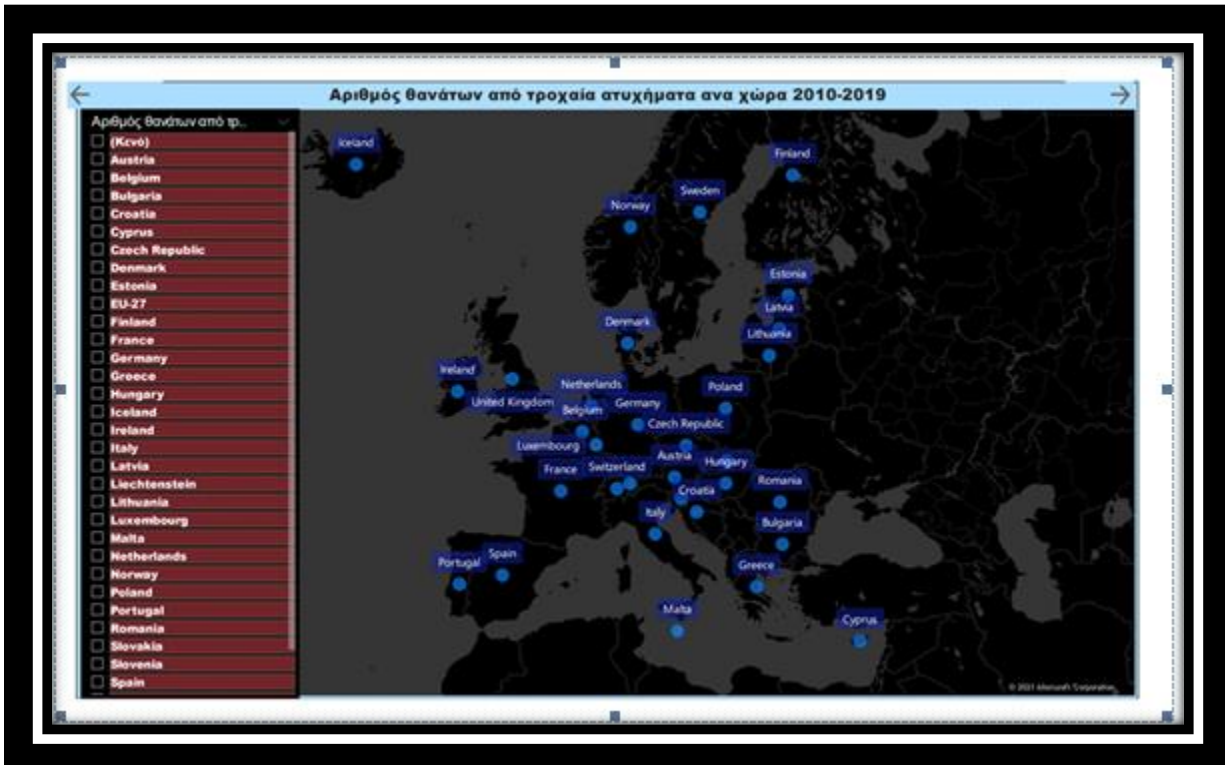 Αριθμός θανάτων από τροχαία ατυχήματα ανα χώρα 2010-2019
Αριθμός θανάτων από τρ...
(Κενό)
Austria
Belgium
Bulgaria
Croatia
Cyprus
Czech Republic
Denmark
Estonia
EU-27
Finland
France
Germany
Greece
Hungary
Iceland
Ireland
Italy
Latvia
Liechtenstein
Lithuania
Luxembourg
Malta
Netherlands
Norway
Poland
Portugal
Romania
Slovakia
Slovenia
Spain
Iceland
Finland
Sweden
Norway
Estonia
Latvia
Denmark
Lithuania
Ireland
Netherlands
Poland
United Kingdom
Belgium
Germany
Czech Republic
Luxembourg
Austria
Hungary
France
Switzerland
Croatia
Romania
Italy
Bulgaria
Portugal
Spain
Greece
Malta
Cyprus
© 2021 Microsoft Corporation